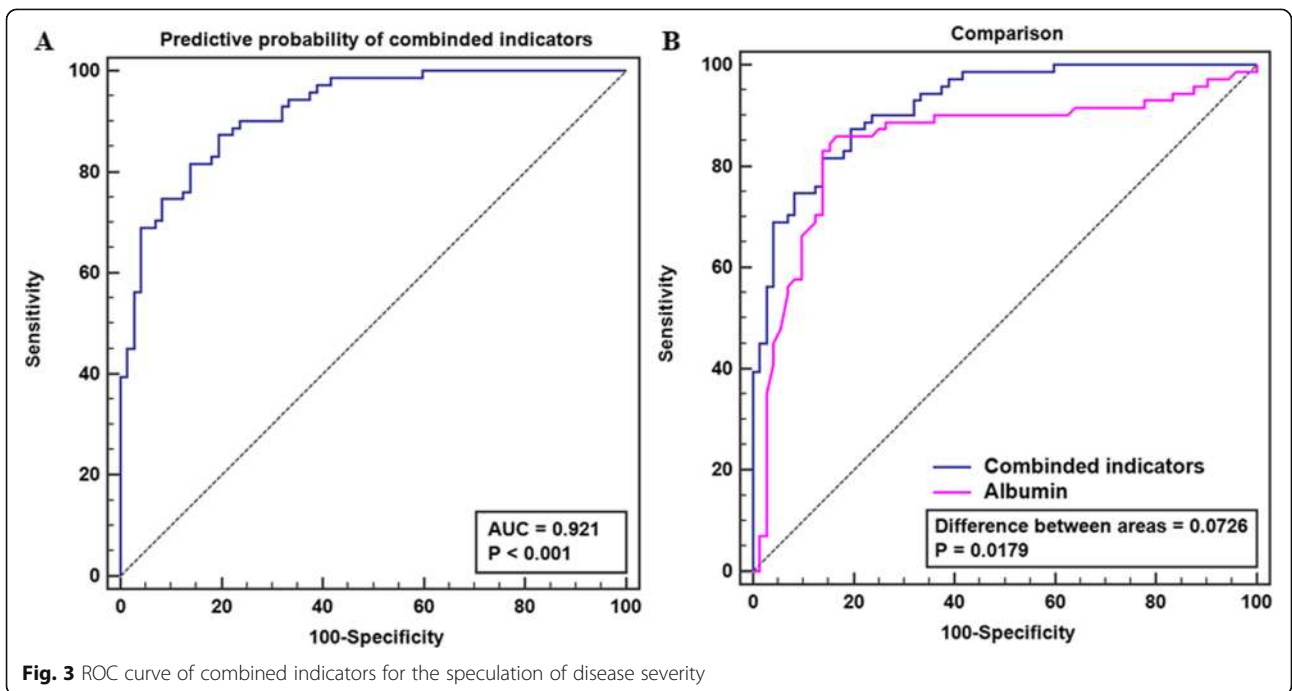 A
Predictive probability of combinded indicators
100
80
60
40
20
0
Sensitivity
AUC = 0.921
P < 0.001
0 20 40 60 80 100
100-Specificity
B
Comparison
100
80
60
40
20
0
Sensitivity
Combinded indicators
Albumin
Difference between areas = 0.0726
P = 0.0179
0 20 40 60 80 100
100-Specificity
Fig. 3 ROC curve of combined indicators for the speculation of disease severity